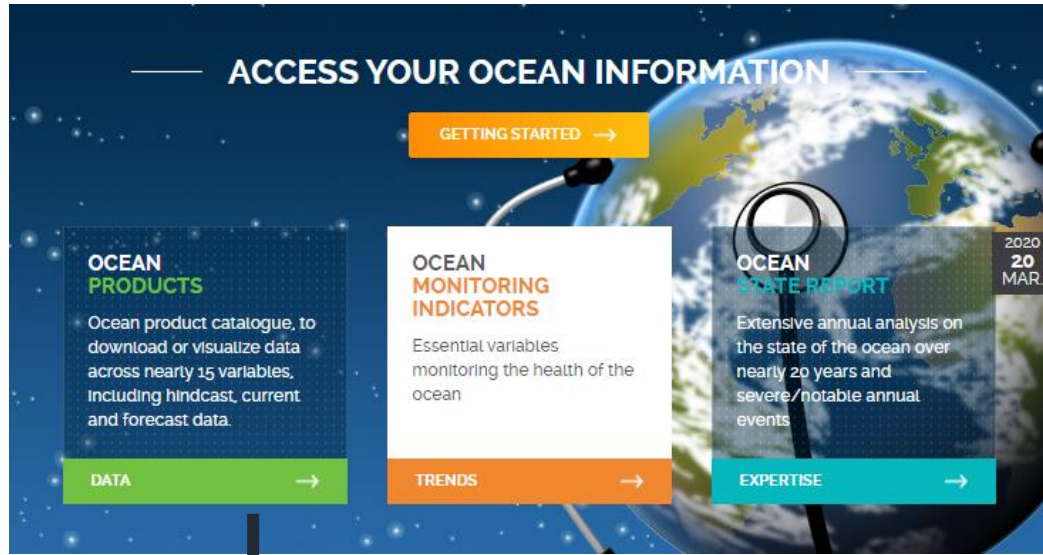 ACCESS YOUR OCEAN INFORMATION
GETTING STARTED
OCEAN
PRODUCTS
Ocean product catalogue, to
download or visualize data
across nearly 15 variables,
including hindcast, current
and forecast data.
DATA
OCEAN
MONITORING
INDICATORS
Essential variables
monitoring the health of the
ocean
TRENDS
OCEAN
STATE REPORT
Extensive annual analysis on
the state of the ocean over
nearly 20 years and
severe/notable annual
events
EXPERTISE
2020
20
MAR.